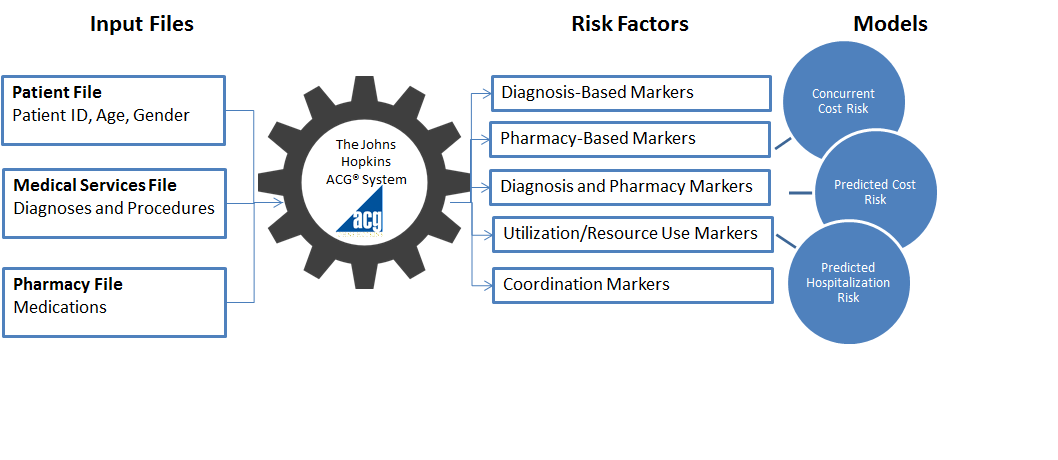 Input Files
Risk Factors
Models
Patient File
Patient ID, Age, Gender
Medical Services File
Diagnoses and Procedures
Pharmacy File
Medications
The Johns
Hopkins
ACG® System
acg
Diagnosis-Based Markers
Pharmacy-Based Markers
Diagnosis and Pharmacy Markers
Utilization/Resource Use Markers
Coordination Markers
Concurrent
Cost Risk
Predicted Cost
Risk
Predicted
Hospitalization
Risk